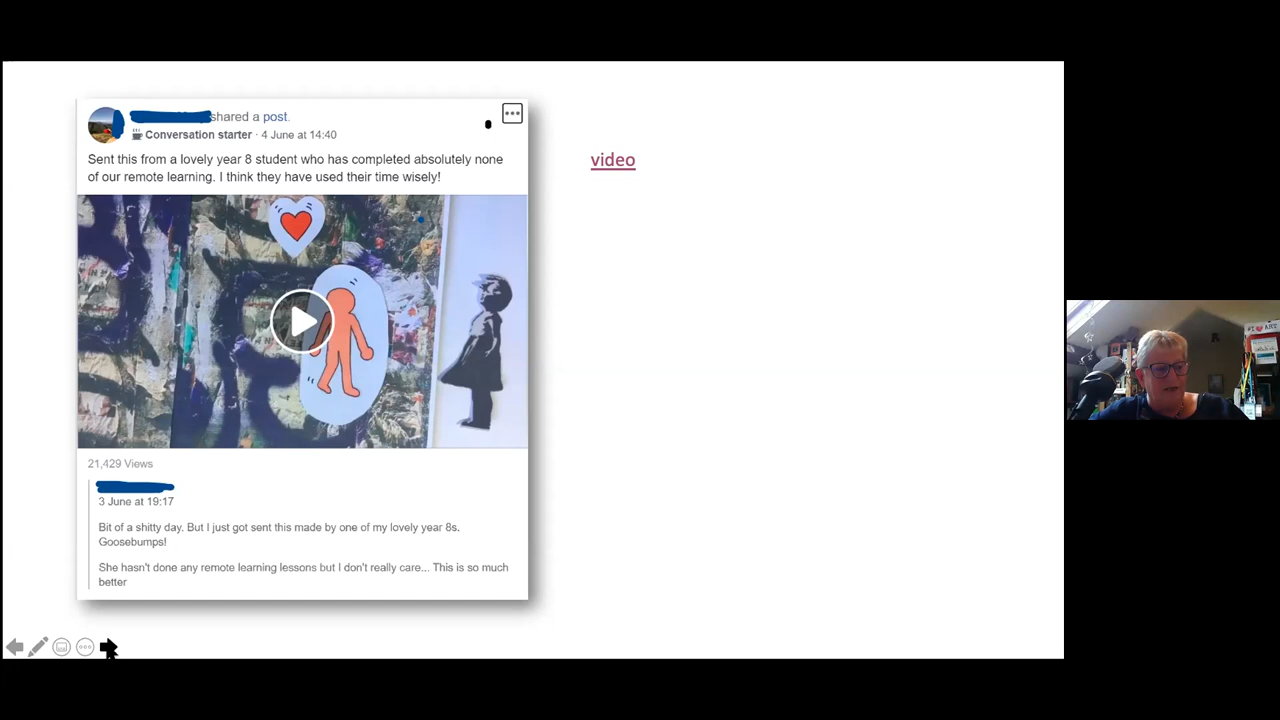 shared a post.
Conversation starter · 4 June at 14:40
Sent this from a lovely year 8 student who has completed absolutely none
of our remote learning. I think they have used their time wisely!
video
21,429 Views
3 June at 19:17
Bit of a shitty day. But I just got sent this made by one of my lovely year 8s.
Goosebumps!
She hasn't done any remote learning lessons but I don't really care... This is so much
better
ART